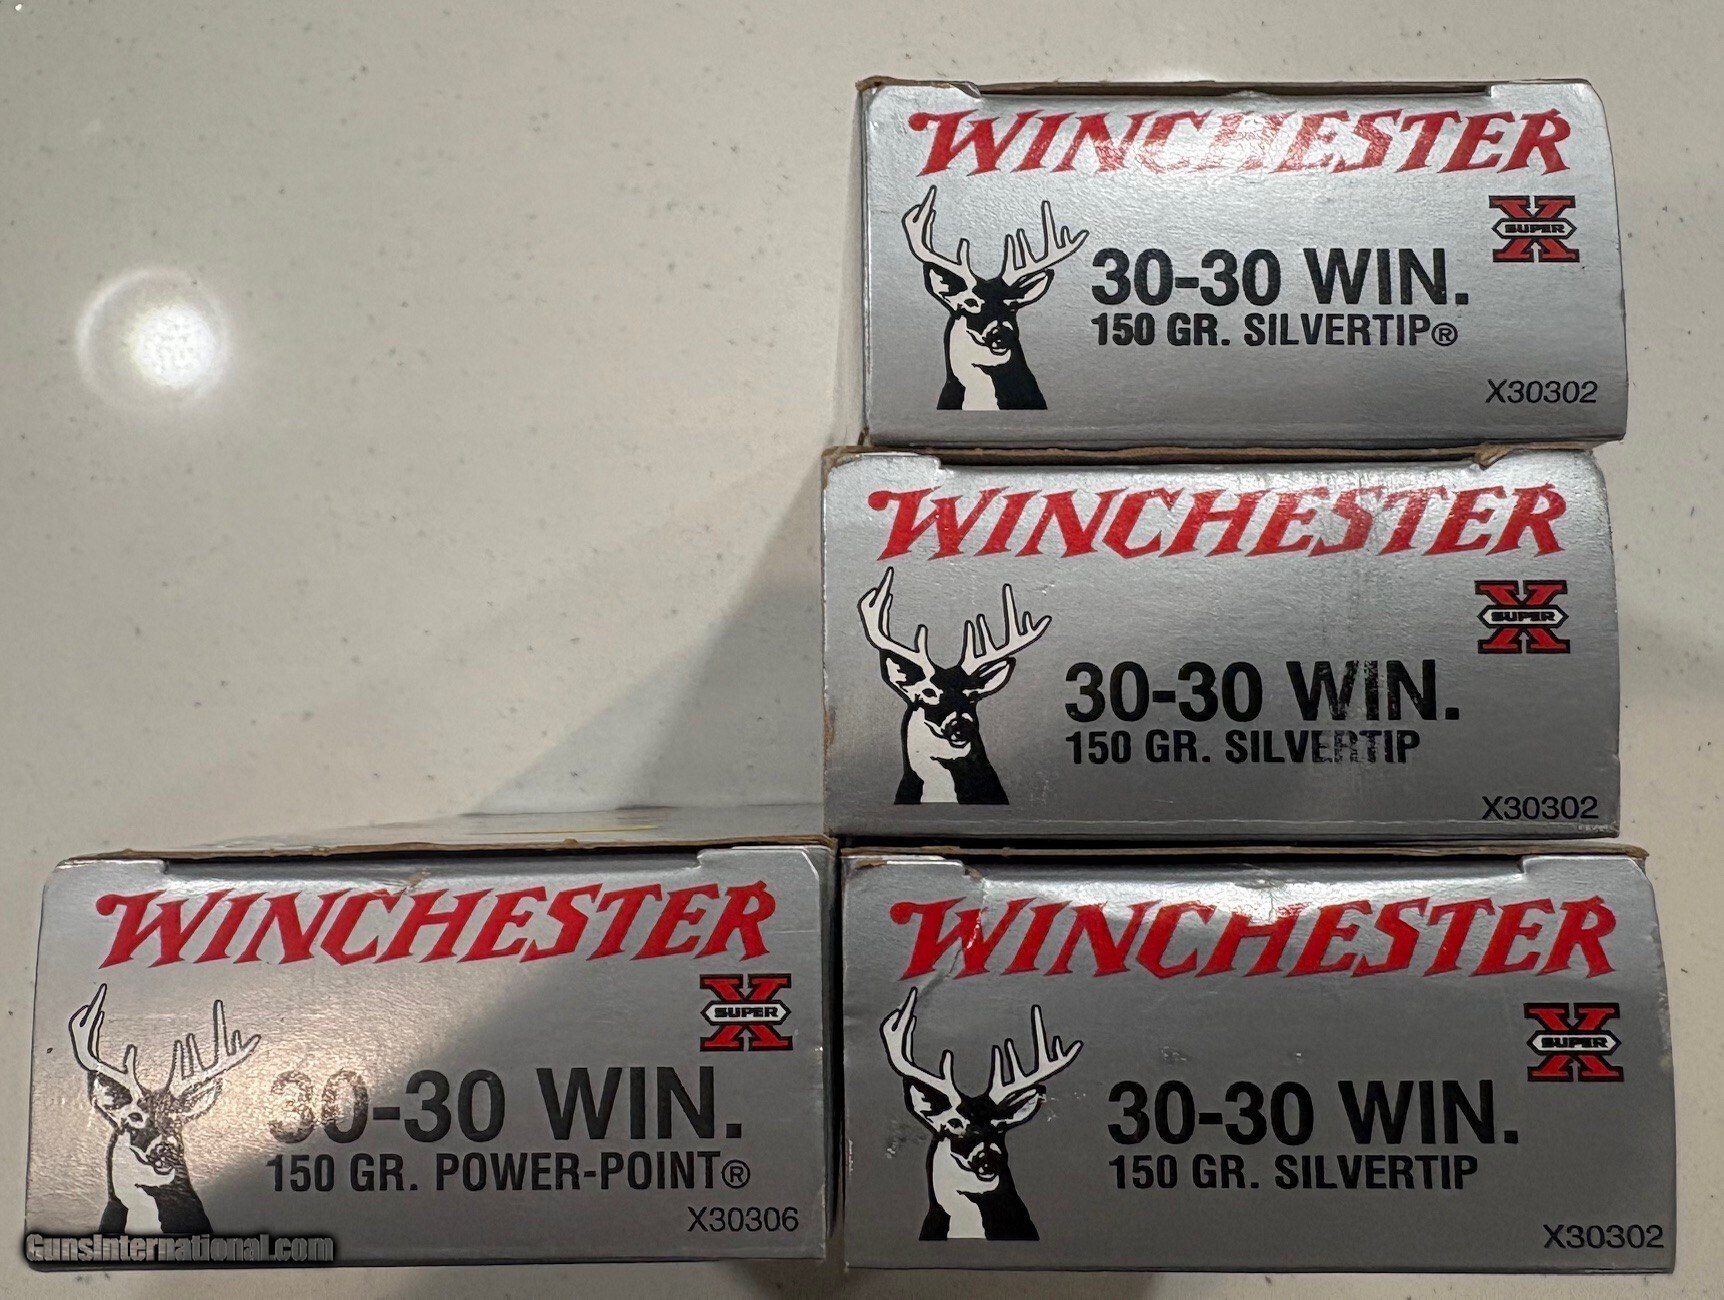 WINCHESTER
SUPER X
30-30 WIN.
150 GR. SILVERTIP®
X30302
WINCHESTER
SUPER X
30-30 WIN.
150 GR. SILVERTIP
X30302
WINCHESTER
SUPER X
30-30 WIN.
150 GR. POWER-POINT®
X30306
WINCHESTER
SUPER X
30-30 WIN.
150 GR. SILVERTIP
X30302
GunsInternational.com